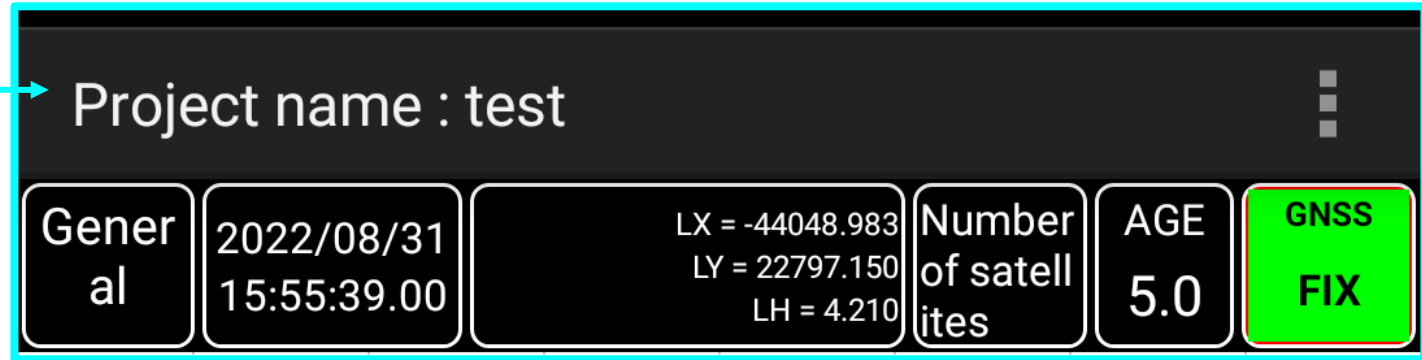 Project name : test
Gener
al
2022/08/31
15:55:39.00
LX = -44048.983
LY = 22797.150
LH = 4.210
Number
of satell
ites
AGE
5.0
GNSS
FIX